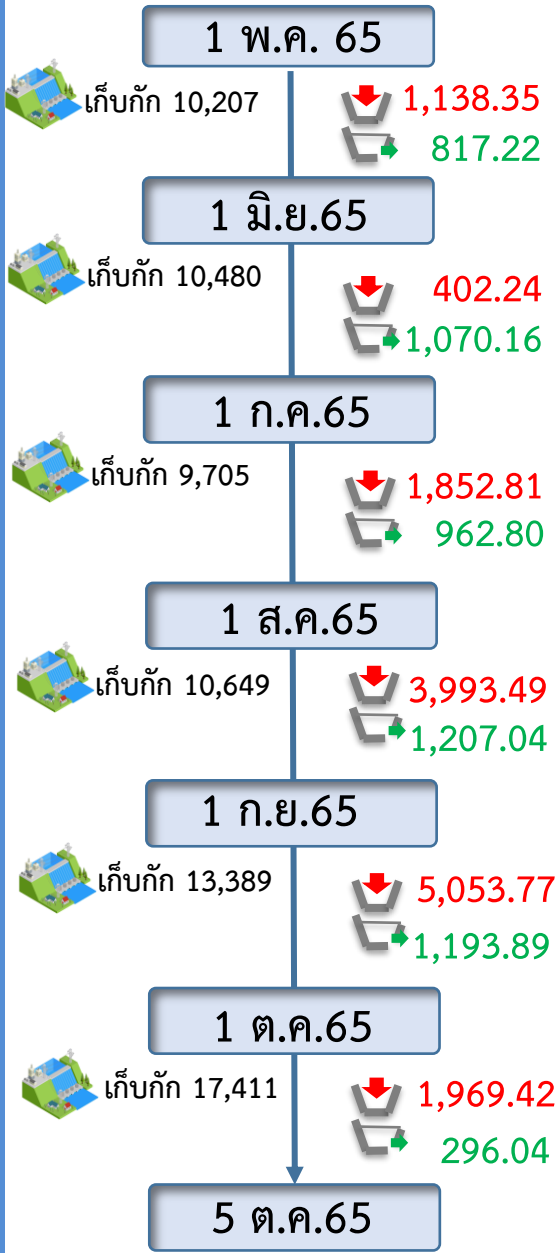 1 พ.ค. 65
เก็บกัก 10,207
1,138.35
817.22
1 มิ.ย.65
เก็บกัก 10,480
402.24
1,070.16
1 ก.ค.65
เก็บกัก 9,705
1,852.81
962.80
1 ส.ค.65
เก็บกัก 10,649
3,993.49
1,207.04
1 ก.ย.65
เก็บกัก 13,389
5,053.77
1,193.89
1 ต.ค.65
เก็บกัก 17,411
1,969.42
296.04
5 ต.ค.65